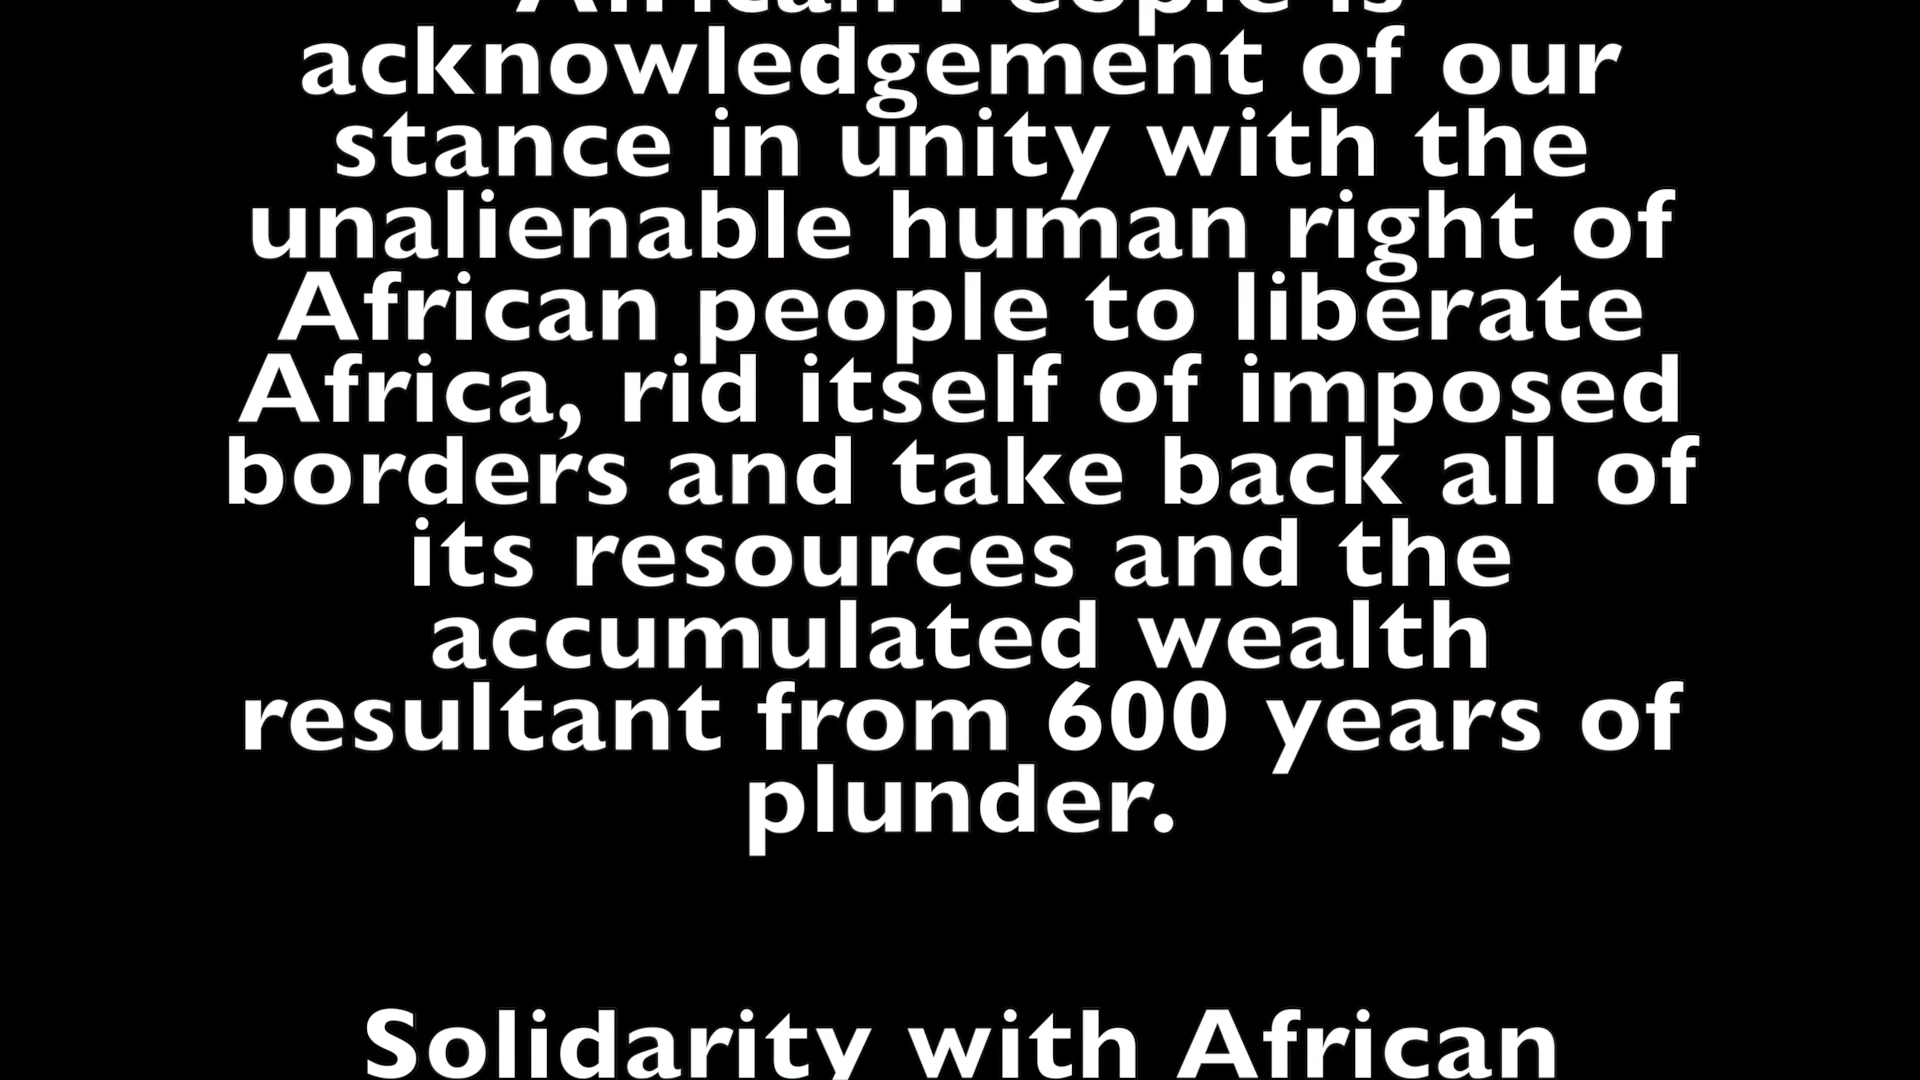 African People is
acknowledgement of our
stance in unity with the
unalienable human right of
African people to liberate
Africa, rid itself of imposed
borders and take back all of
its resources and the
accumulated wealth
resultant from 600 years of
plunder.
Solidarity with African